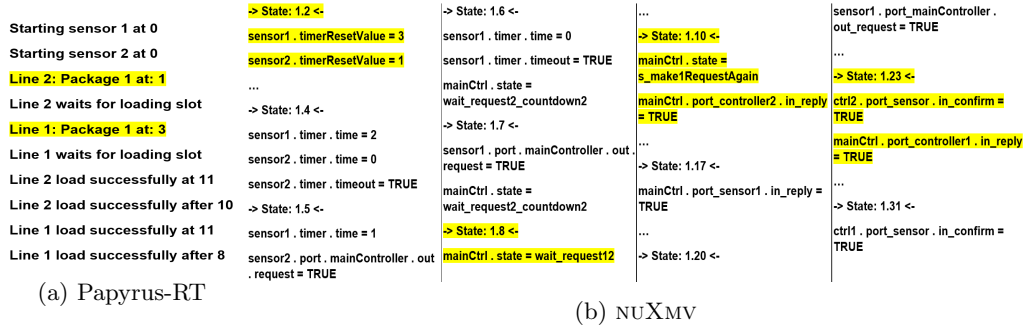 Starting sensor 1 at 0
Starting sensor 2 at 0
Line 2: Package 1 at: 1
Line 2 waits for loading slot
Line 1: Package 1 at: 3
Line 1 waits for loading slot
Line 2 load successfully at 11
Line 2 load successfully after 10
Line 1 load successfully at 11
Line 1 load successfully after 8
(a) Papyrus-RT
-> State: 1.2 <-
sensor1 . timerResetValue = 3
sensor2 . timerResetValue = 1
...
-> State: 1.4 <-
sensor1 . timer . time = 2
sensor2 . timer . time = 0
sensor2 . timer . timeout = TRUE
-> State: 1.5 <-
sensor1 . timer . time = 1
sensor2 . port . mainController . out
. request = TRUE
-> State: 1.6 <-
sensor1 . timer . time = 0
sensor1 . timer . timeout = TRUE
mainCtrl . state =
wait_request2_countdown2
-> State: 1.7 <-
sensor1 . port . mainController . out .
request = TRUE
mainCtrl . state =
wait_request2_countdown2
-> State: 1.8 <-
mainCtrl . state = wait_request12
...
-> State: 1.10 <-
mainCtrl . state =
s_make1RequestAgain
mainCtrl . port_controller2 . in_reply
= TRUE
...
-> State: 1.17 <-
mainCtrl . port_sensor1 . in_reply =
TRUE
...
-> State: 1.20 <-
sensor1 . port_mainController .
out_request = TRUE
...
-> State: 1.23 <-
ctrl2 . port_sensor . in_confirm =
TRUE
mainCtrl . port_controller1 . in_reply
= TRUE
...
-> State: 1.31 <-
ctrl1 . port_sensor . in_confirm =
TRUE
(b) NUXMV